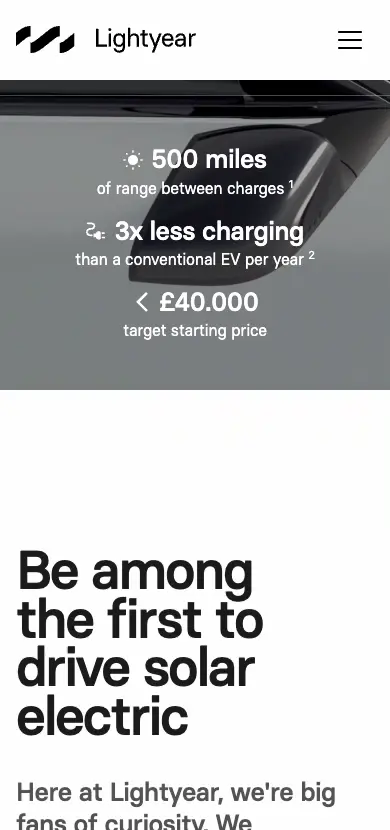 Lightyear
500 miles
of range between charges 1
3x less charging
than a conventional EV per year 2
< £40.000
target starting price
Be among
the first to
drive solar
electric
Here at Lightyear, we're big
fans of curiosity. We